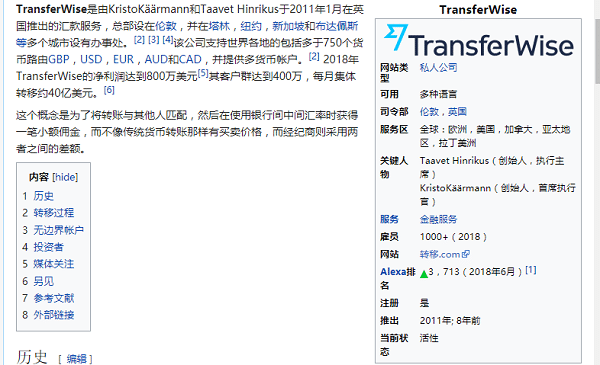 TransferWise是由KristoKäärmann和Taavet Hinrikus于2011年1月在英
国推出的汇款服务，总部设在伦敦，并在塔林，纽约，新加坡和布达佩斯
等多个城市设有办事处。[2] [3] [4]该公司支持世界各地的包括多于750个货
币路由GBP，USD，EUR，AUD和CAD，并提供多货币帐户。[2] 2018年
TransferWise的净利润达到800万美元[5]其客户群达到400万，每月集体
转移约40亿美元。[6]
这个概念是为了将转账与其他人匹配，然后在使用银行间中间汇率时获得
一笔小额佣金，而不像传统货币转账那样有买卖价格，而经纪商则采用两
者之间的差额。
内容 [hide]
1 历史
2 转移过程
3 无边界帐户
4 投资者
5 媒体关注
6 另见
7 参考文献
8 外部链接
历史 [ 编辑 ]
TransferWise
TransferWise
网站类型 私人公司
可用 多种语言
司令部 伦敦，英国
服务区 全球：欧洲，美国，加拿大，亚太地
区，拉丁美洲
关键人物 Taavet Hinrikus（创始人，执行主
席）
KristoKäärmann（创始人，首席执行
官）
服务 金融服务
雇员 1000+（2018）
网站 转移.com
Alexa排名 ▲3，713（2018年6月）[1]
注册 是
推出 2011年; 8年前
当前状态 活性